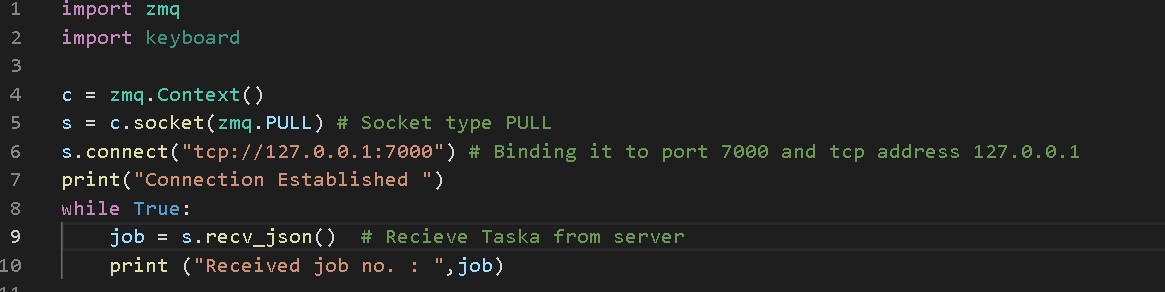 1 import zmq
2 import keyboard
3
4 c = zmq.Context()
5 s = c.socket(zmq.PULL) # Socket type PULL
6 s.connect("tcp://127.0.0.1:7000") # Binding it to port 7000 and tcp address 127.0.0.1
7 print("Connection Established ")
8 while True:
9     job = s.recv_json()  # Recieve Taska from server
10     print ("Received job no. : ",job)
11